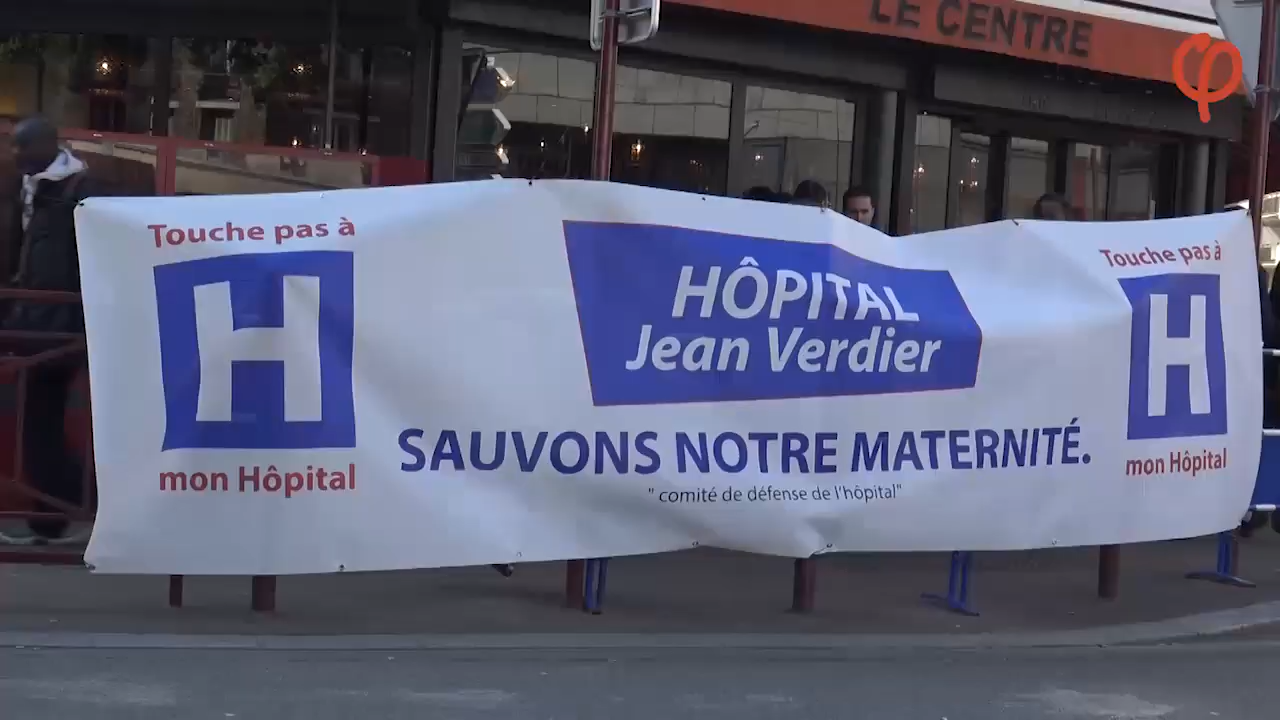 LE CENTRE
φ
Touche pas à
H
mon Hôpital
HÔPITAL
Jean Verdier
SAUVONS NOTRE MATERNITÉ.
" comité de défense de l'hôpital"
Touche pas à
H
mon Hôpital